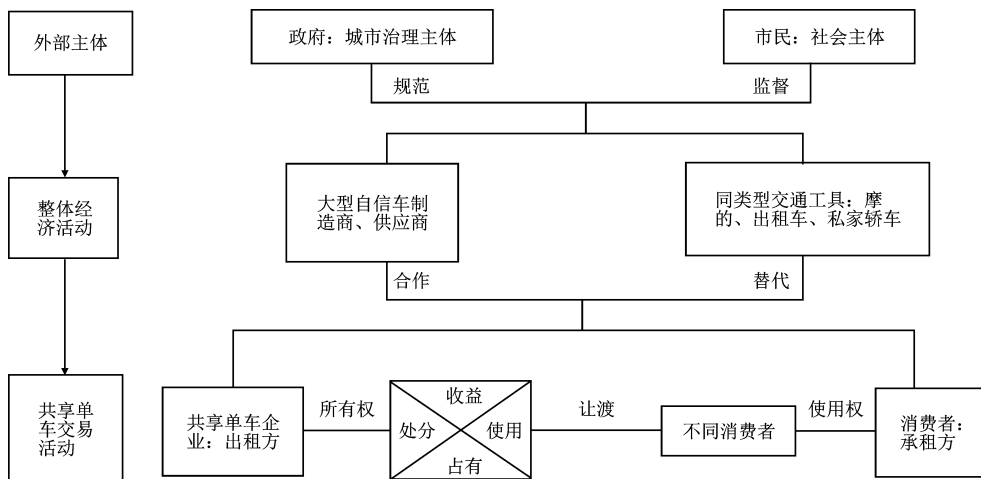 外部主体
政府：城市治理主体
市民：社会主体
规范
监督
整体经
济活动
大型自信车制
造商、供应商
同类型交通工具：摩
的、出租车、私家轿车
合作
替代
共享单
车交易
活动
共享单车企
业：出租方
所有权
收益
处分
使用
占有
让渡
不同消费者
使用权
消费者：
承租方